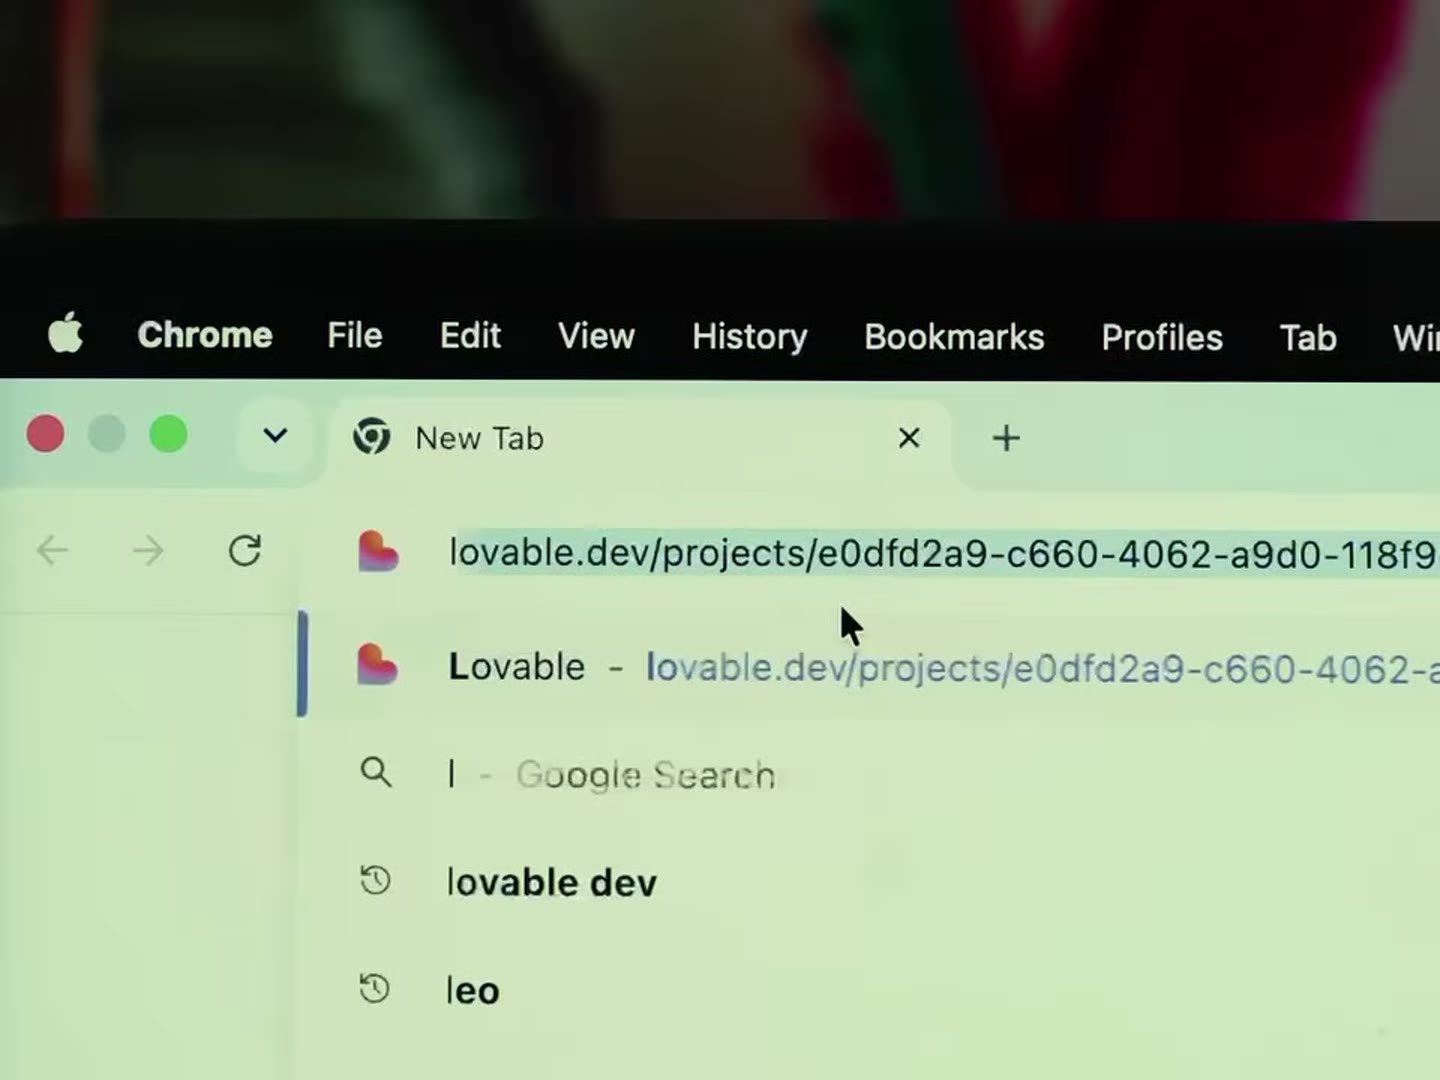 Chrome File Edit View History Bookmarks Profiles Tab
New Tab
lovable.dev/projects/e0dfd2a9-c660-4062-a9d0-118f9
Lovable - lovable.dev/projects/e0dfd2a9-c660-4062-a
l - Google Search
lovable dev
leo